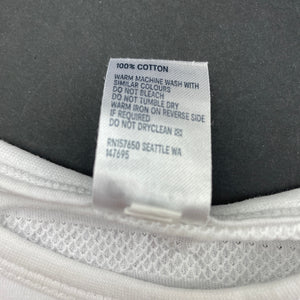 100% COTTON
WARM MACHINE WASH WITH
SIMILAR COLOURS
DO NOT BLEACH
DO NOT TUMBLE DRY
WARM IRON ON REVERSE SIDE
IF REQUIRED
DO NOT DRYCLEAN
RN157650 SEATTLE WA
147695